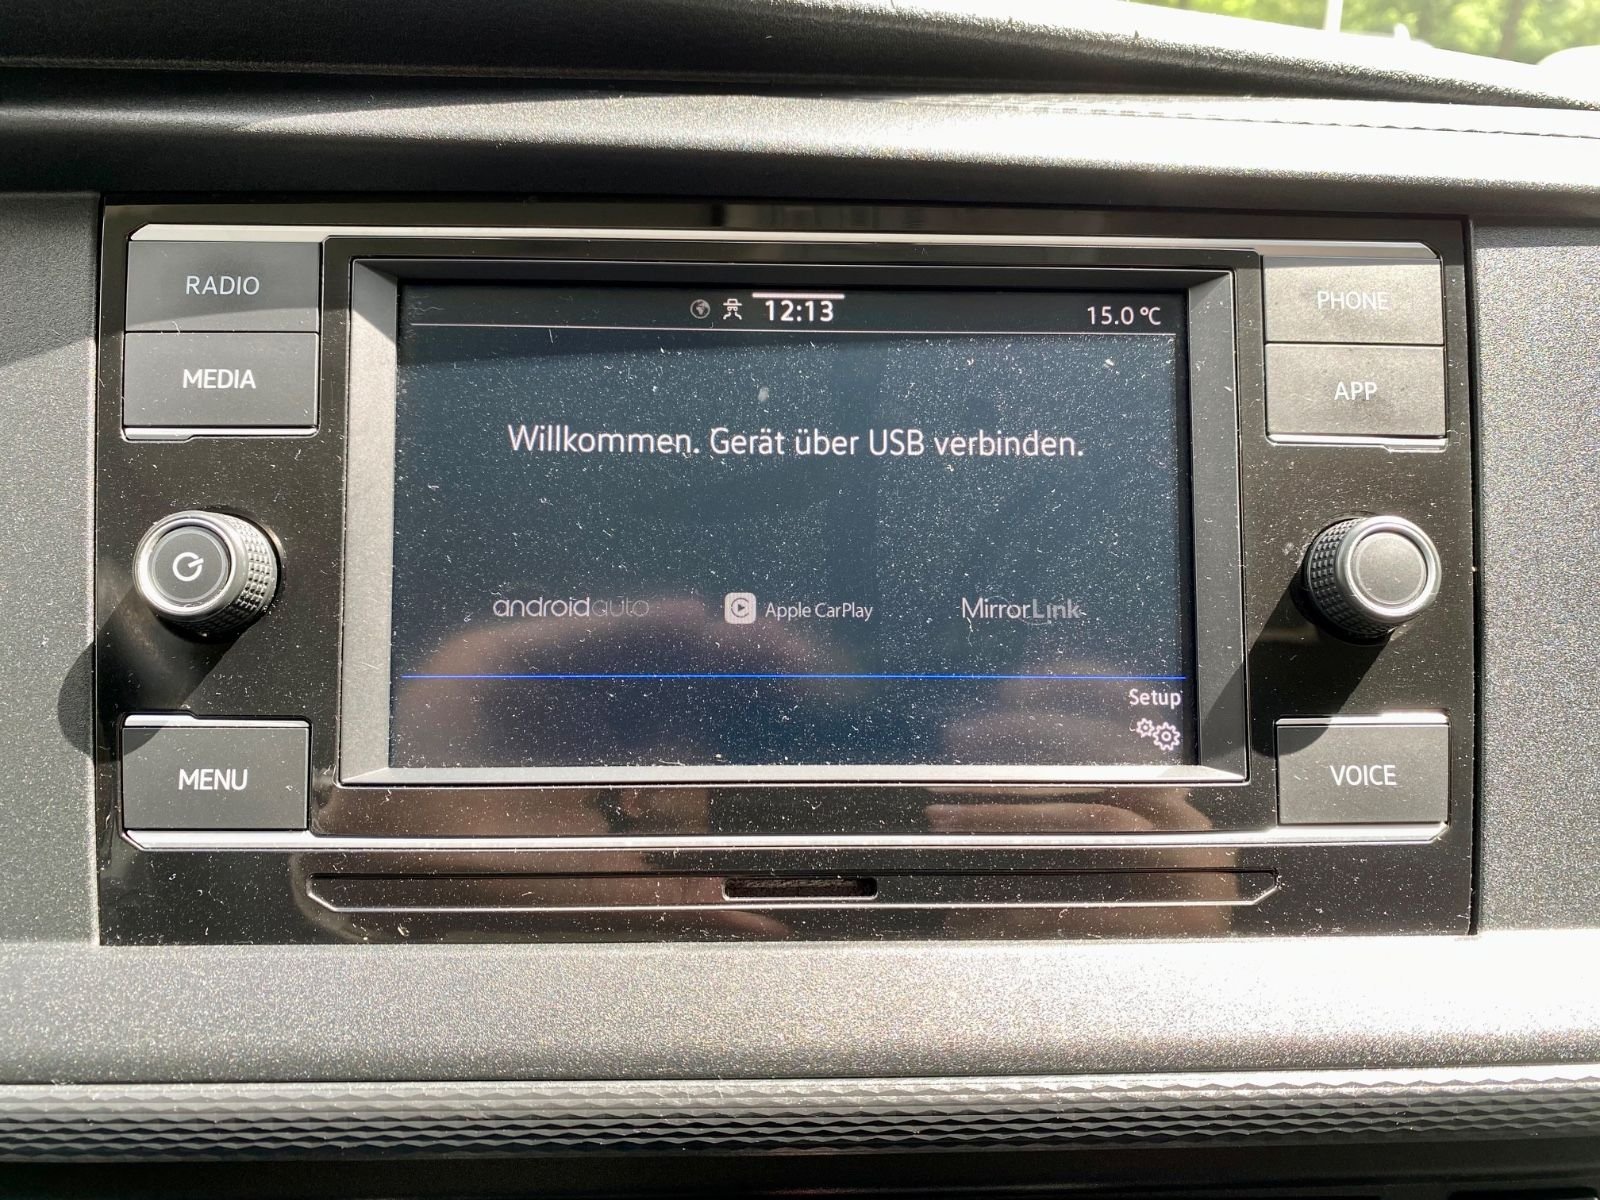 RADIO
MEDIA
12:13
15.0 °C
PHONE
APP
Willkommen. Gerät über USB verbinden.
androidauto
Apple CarPlay
MirrorLink
Setup
MENU
VOICE